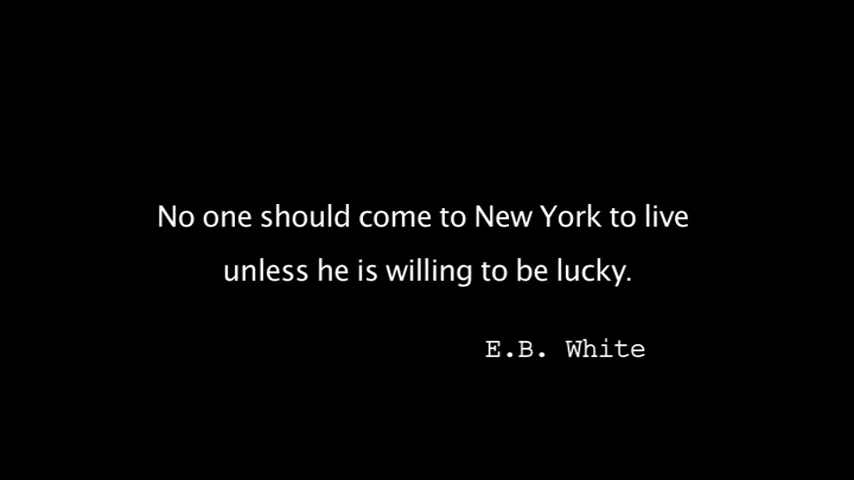 No one should come to New York to live
unless he is willing to be lucky.
E.B. White